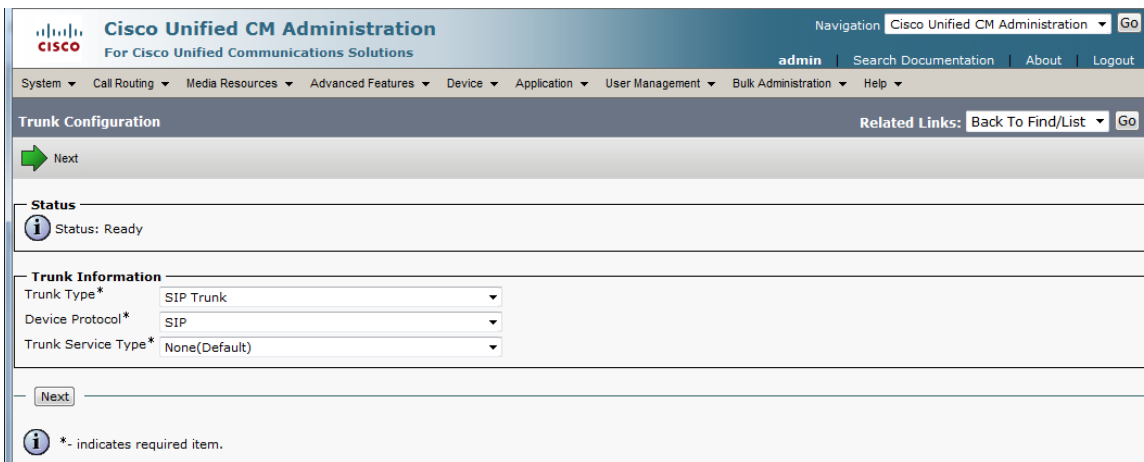 Cisco Unified CM Administration
Navigation Cisco Unified CM Administration Go
CISCO
For Cisco Unified Communications Solutions
admin Search Documentation About Logout
System Call Routing Media Resources Advanced Features Device Application User Management Bulk Administration Help
Trunk Configuration
Related Links: Back To Find/List Go
Next
Status
Status: Ready
Trunk Information
Trunk Type* SIP Trunk
Device Protocol* SIP
Trunk Service Type* None(Default)
Next
*- indicates required item.